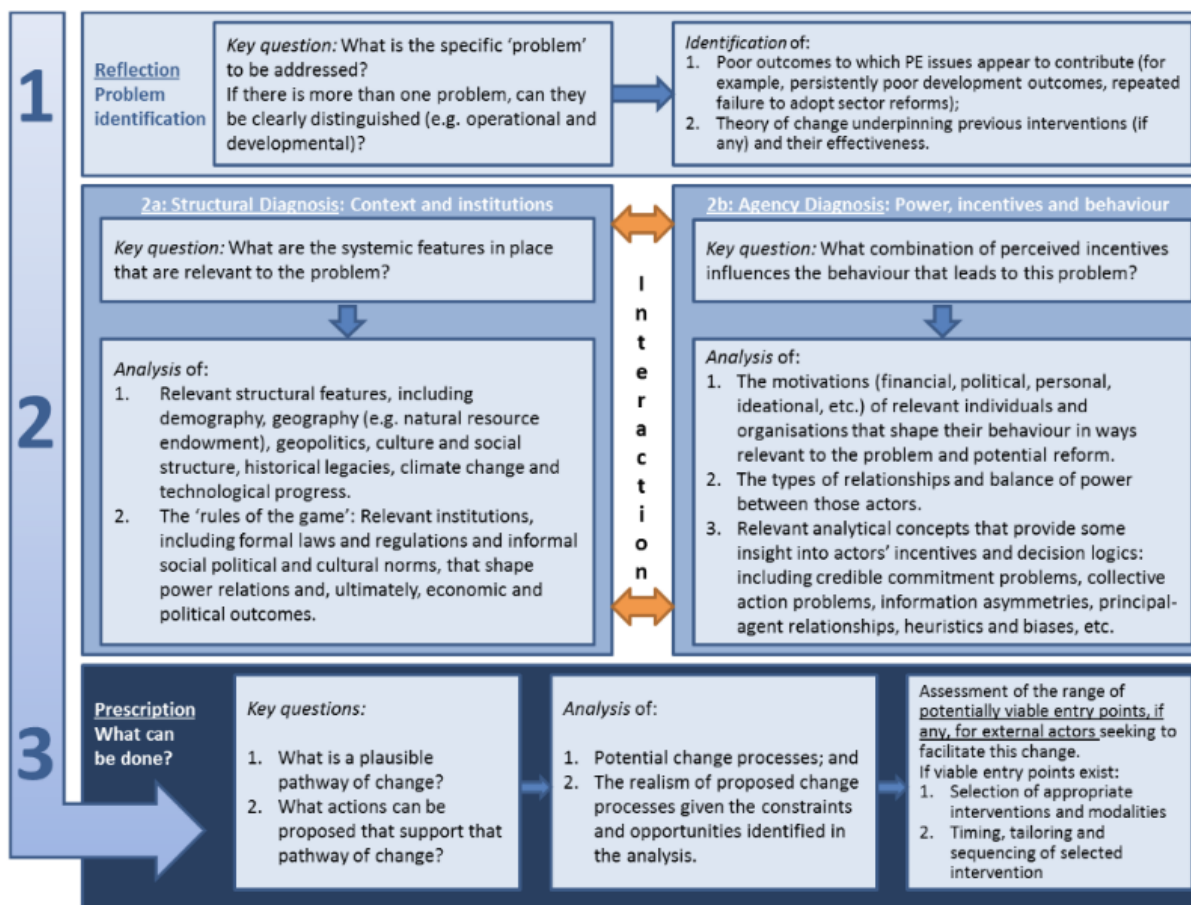 1
Reflection
Problem
identification
Key question: What is the specific ‘problem’
to be addressed?
If there is more than one problem, can they
be clearly distinguished (e.g. operational and
developmental)?
Identification of:
1. Poor outcomes to which PE issues appear to contribute (for
example, persistently poor development outcomes, repeated
failure to adopt sector reforms);
2. Theory of change underpinning previous interventions (if
any) and their effectiveness.
2
2a: Structural Diagnosis: Context and institutions
Key question: What are the systemic features in place
that are relevant to the problem?
Analysis of:
1. Relevant structural features, including
demography, geography (e.g. natural resource
endowment), geopolitics, culture and social
structure, historical legacies, climate change and
technological progress.
2. The ‘rules of the game’: Relevant institutions,
including formal laws and regulations and informal
social political and cultural norms, that shape
power relations and, ultimately, economic and
political outcomes.
Interaction
2b: Agency Diagnosis: Power, incentives and behaviour
Key question: What combination of perceived incentives
influences the behaviour that leads to this problem?
Analysis of:
1. The motivations (financial, political, personal,
ideational, etc.) of relevant individuals and
organisations that shape their behaviour in ways
relevant to the problem and potential reform.
2. The types of relationships and balance of power
between those actors.
3. Relevant analytical concepts that provide some
insight into actors’ incentives and decision logics:
including credible commitment problems, collective
action problems, information asymmetries, principal-
agent relationships, heuristics and biases, etc.
3
Prescription
What can
be done?
Key questions:
1. What is a plausible
pathway of change?
2. What actions can be
proposed that support that
pathway of change?
Analysis of:
1. Potential change processes; and
2. The realism of proposed change
processes given the constraints
and opportunities identified in
the analysis.
Assessment of the range of
potentially viable entry points, if
any, for external actors seeking to
facilitate this change.
If viable entry points exist:
1. Selection of appropriate
interventions and modalities
2. Timing, tailoring and
sequencing of selected
intervention